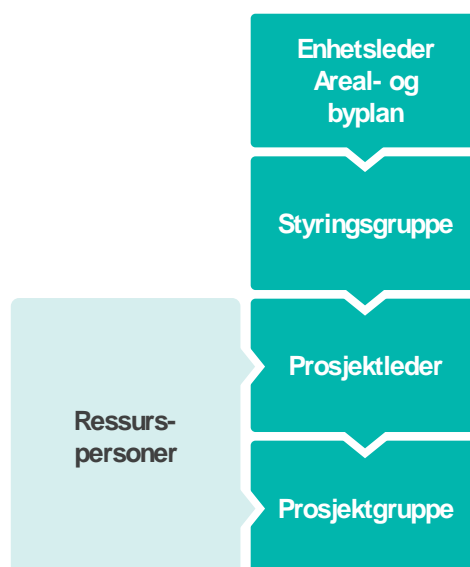 Enhetsleder
Areal- og
byplan
Styringsgruppe
Prosjektleder
Ressurs-
personer
Prosjektgruppe